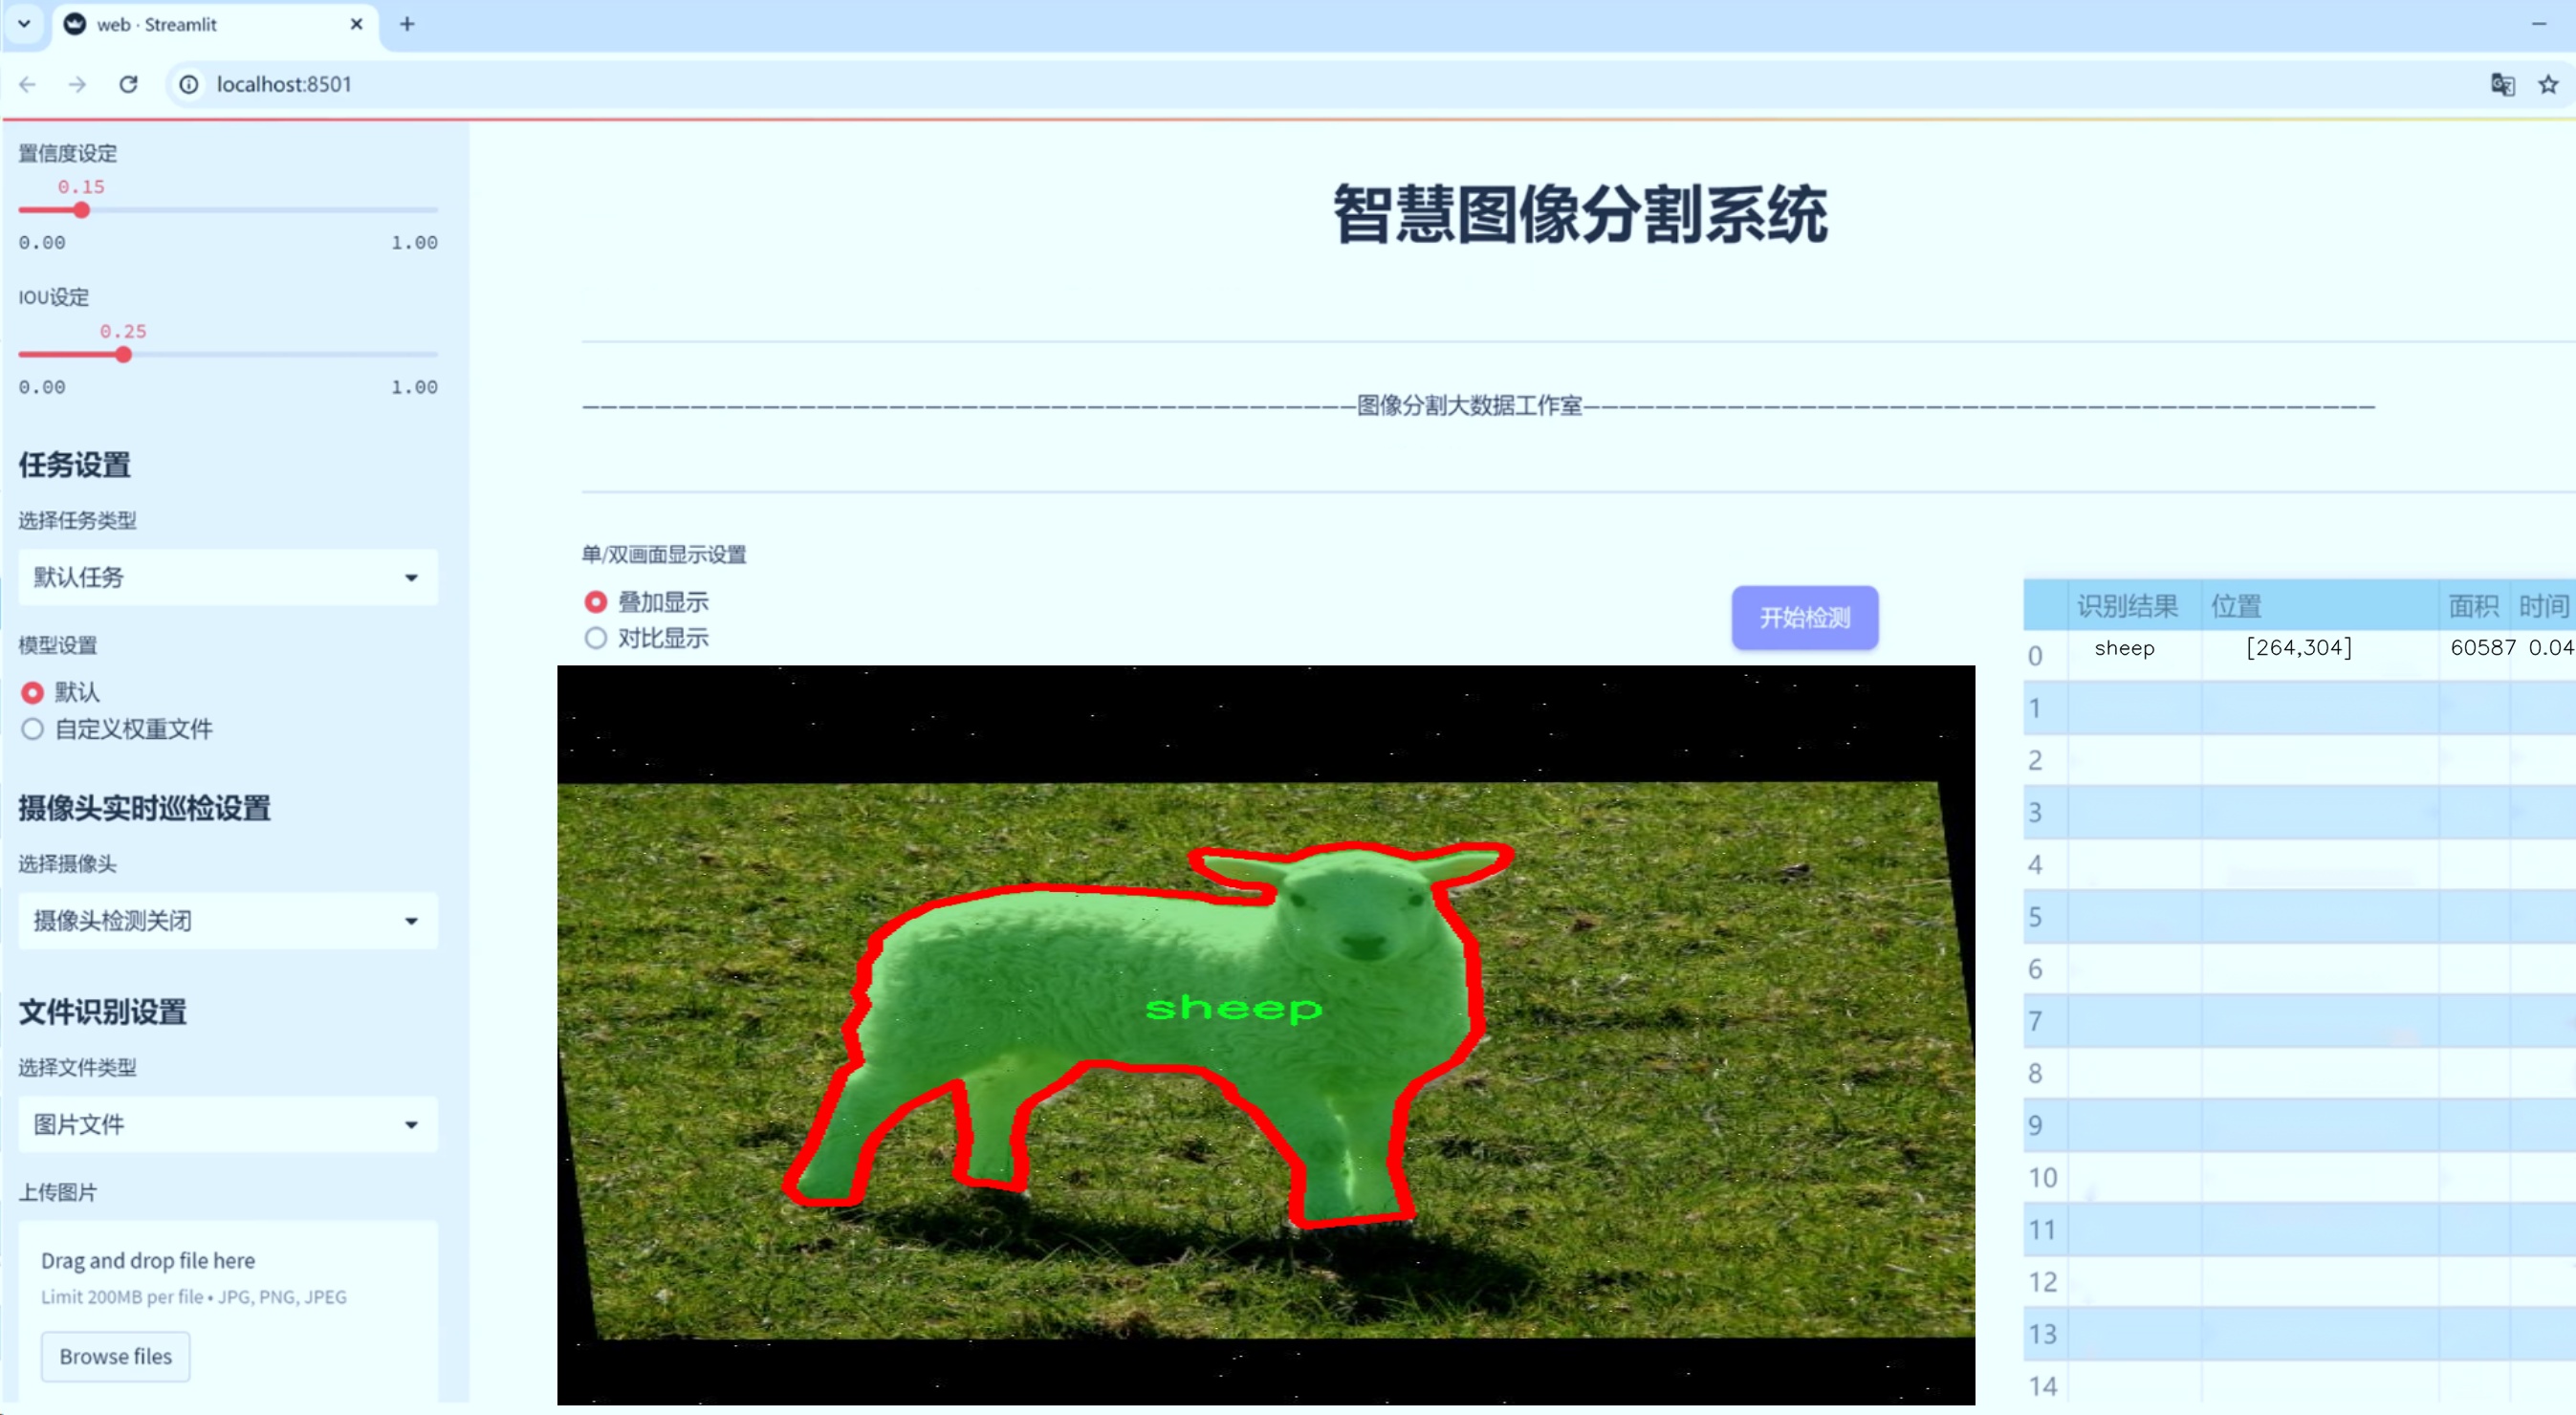 web · Streamlit
localhost:8501
置信度设定
0.15
0.00 1.00
IOU设定
0.25
0.00 1.00
任务设置
选择任务类型
默认任务
模型设置
默认
自定义权重文件
摄像头实时巡检设置
选择摄像头
摄像头检测关闭
文件识别设置
选择文件类型
图片文件
上传图片
Drag and drop file here
Limit 200MB per file • JPG, PNG, JPEG
Browse files
智慧图像分割系统
———————————————————————————————————————————图像分割大数据工作室————————————————————————————————————————————
单/双画面显示设置
叠加显示
对比显示
开始检测
sheep
识别结果 位置 面积 时间
0 sheep [264,304] 60587 0.04
1
2
3
4
5
6
7
8
9
10
11
12
13
14